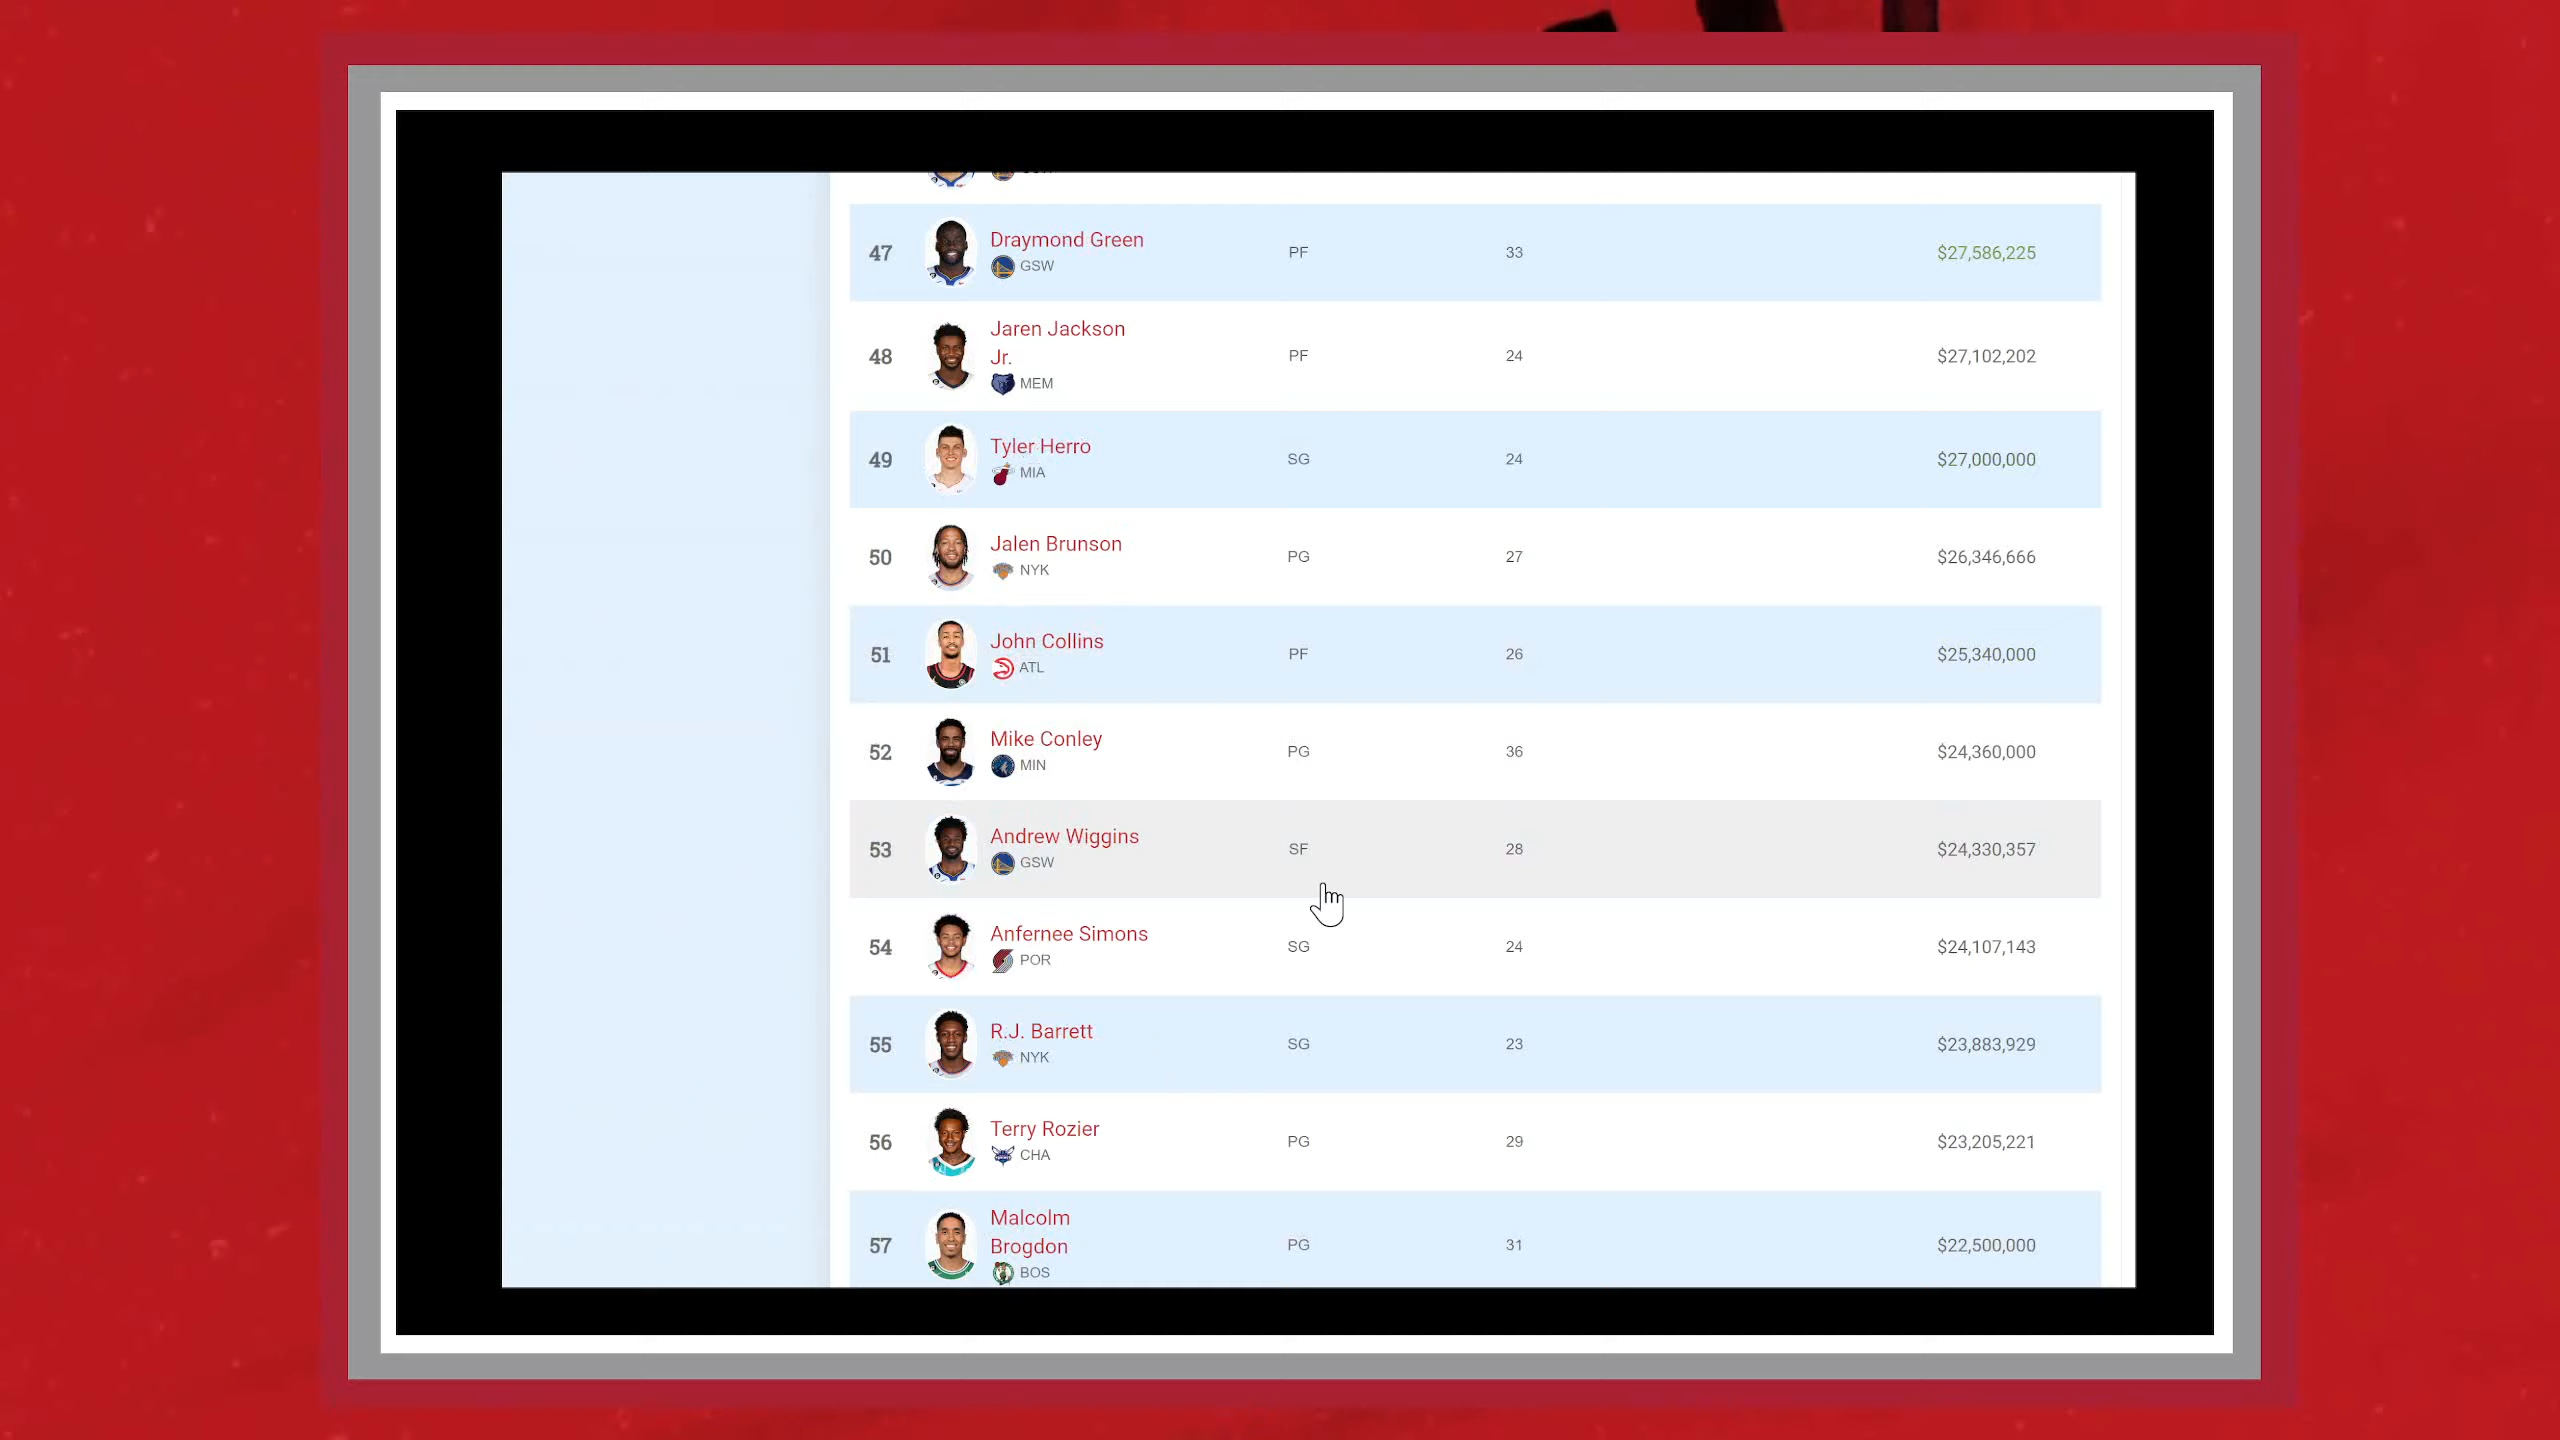 47 Draymond Green PF 33 $27,586,225
GSW
48 Jaren Jackson PF 24 $27,102,202
Jr.
MEM
49 Tyler Herro SG 24 $27,000,000
MIA
50 Jalen Brunson PG 27 $26,346,666
NYK
51 John Collins PF 26 $25,340,000
ATL
52 Mike Conley PG 36 $24,360,000
MIN
53 Andrew Wiggins SF 28 $24,330,357
GSW
54 Anfernee Simons SG 24 $24,107,143
POR
55 R.J. Barrett SG 23 $23,883,929
NYK
56 Terry Rozier PG 29 $23,205,221
CHA
57 Malcolm PG 31 $22,500,000
Brogdon
BOS